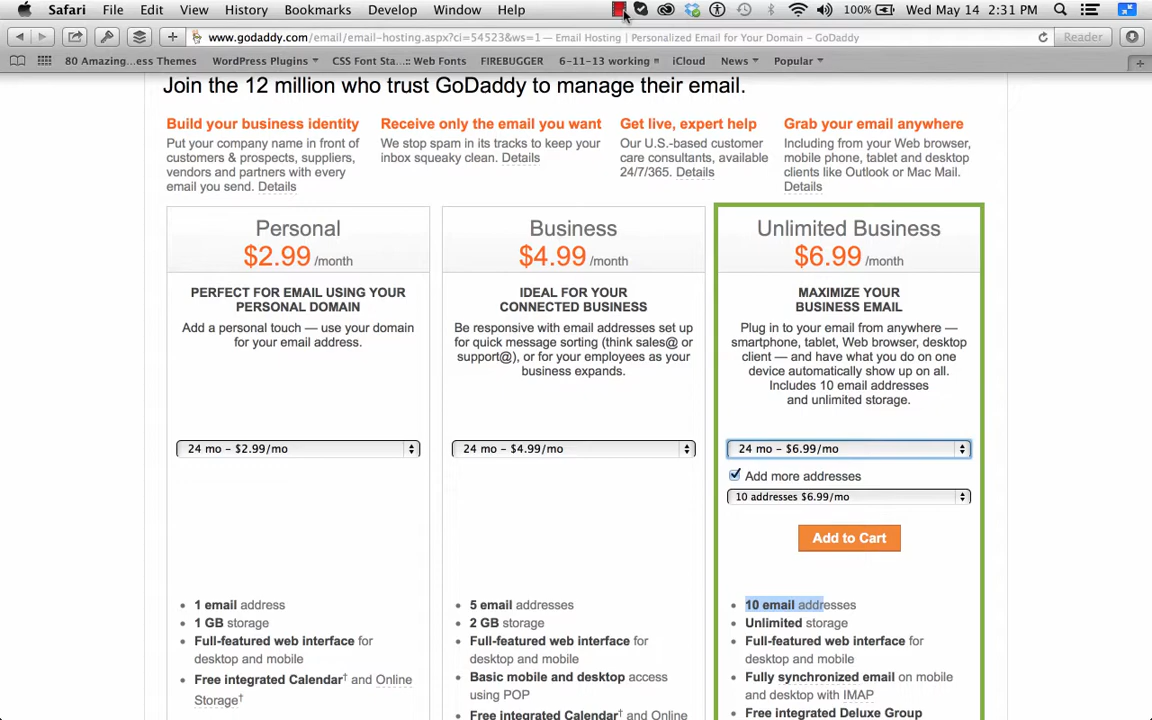 Safari File Edit View History Bookmarks Develop Window Help 100% Wed May 14 2:31 PM
www.godaddy.com/email/email-hosting.aspx?ci=54523&ws=1 — Email Hosting | Personalized Email for Your Domain – GoDaddy Reader
80 Amazing...ess Themes WordPress Plugins CSS Font Sta...:: Web Fonts FIREBUGGER 6-11-13 working iCloud News Popular
Join the 12 million who trust GoDaddy to manage their email.
Build your business identity
Put your company name in front of
customers & prospects, suppliers,
vendors and partners with every
email you send. Details
Receive only the email you want
We stop spam in its tracks to keep your
inbox squeaky clean. Details
Get live, expert help
Our U.S.-based customer
care consultants, available
24/7/365. Details
Grab your email anywhere
Including from your Web browser,
mobile phone, tablet and desktop
clients like Outlook or Mac Mail.
Details
Personal
$2.99 /month
PERFECT FOR EMAIL USING YOUR
PERSONAL DOMAIN
Add a personal touch — use your domain
for your email address.
24 mo – $2.99/mo
1 email address
1 GB storage
Full-featured web interface for
desktop and mobile
Free integrated Calendar† and Online
Storage†
Business
$4.99 /month
IDEAL FOR YOUR
CONNECTED BUSINESS
Be responsive with email addresses set up
for quick message sorting (think sales@ or
support@), or for your employees as your
business expands.
24 mo – $4.99/mo
5 email addresses
2 GB storage
Full-featured web interface for
desktop and mobile
Basic mobile and desktop access
using POP
Free integrated Calendar† and Online
Unlimited Business
$6.99 /month
MAXIMIZE YOUR
BUSINESS EMAIL
Plug in to your email from anywhere —
smartphone, tablet, Web browser, desktop
client — and have what you do on one
device automatically show up on all.
Includes 10 email addresses
and unlimited storage.
24 mo – $6.99/mo
Add more addresses
10 addresses $6.99/mo
Add to Cart
10 email addresses
Unlimited storage
Full-featured web interface for
desktop and mobile
Fully synchronized email on mobile
and desktop with IMAP
Free integrated Deluxe Group